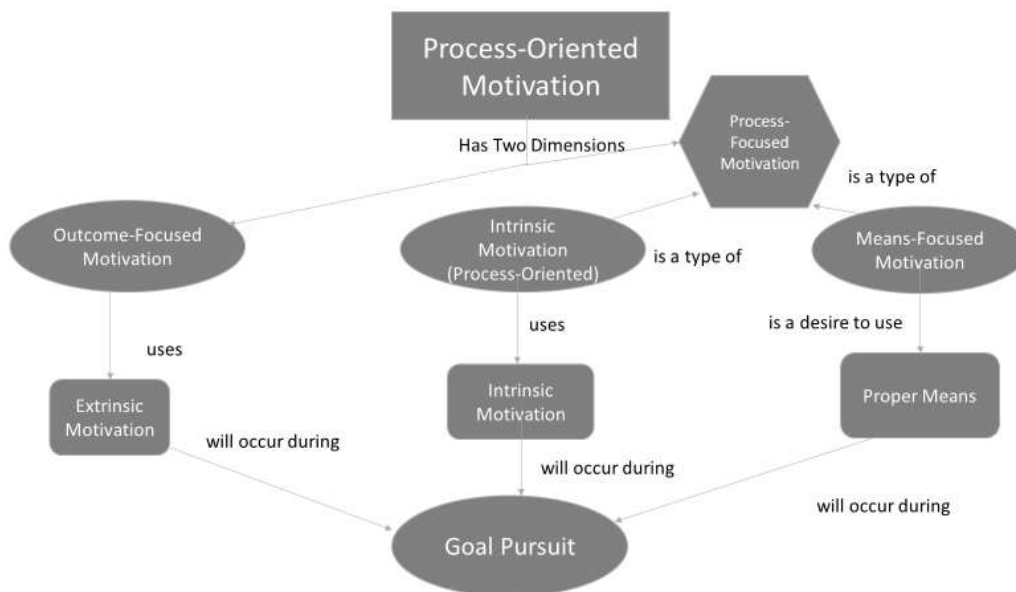 Process-Oriented
Motivation
Process-
Focused
Motivation
Has Two Dimensions
is a type of
Outcome-Focused
Motivation
Intrinsic
Motivation
(Process-Oriented)
is a type of
Means-Focused
Motivation
uses
uses
is a desire to use
Extrinsic
Motivation
Intrinsic
Motivation
Proper Means
will occur during
will occur during
will occur during
Goal Pursuit